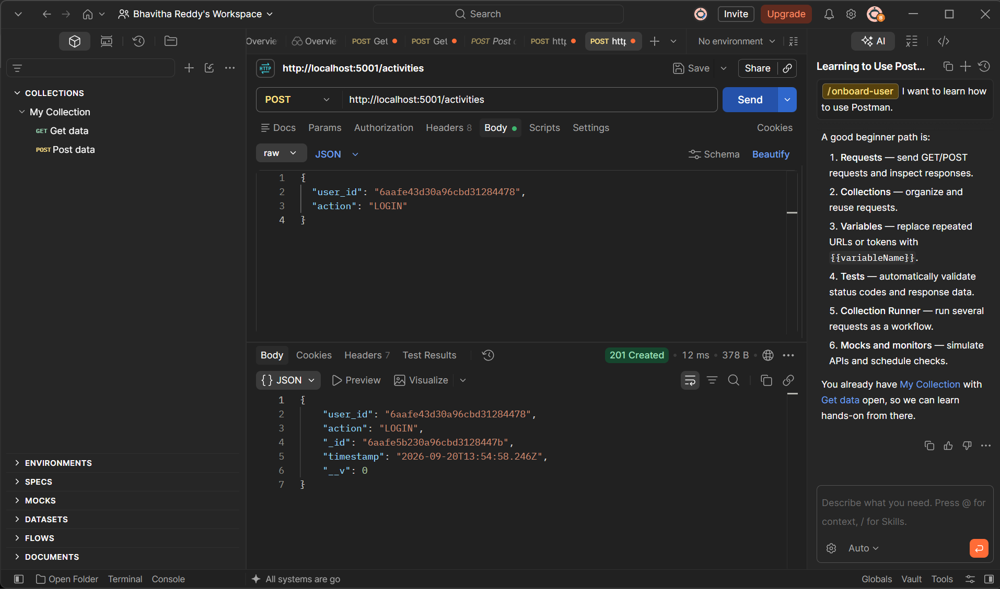 Bhavitha Reddy's Workspace
Search
Invite
Upgrade
Overvie
Overvie
POST Get
POST Get
POST Post
POST http
POST http
No environment
AI
COLLECTIONS
My Collection
GET Get data
POST Post data
ENVIRONMENTS
SPECS
MOCKS
DATASETS
FLOWS
DOCUMENTS
HTTP
http://localhost:5001/activities
Save
Share
POST
http://localhost:5001/activities
Send
Docs
Params
Authorization
Headers 8
Body
Scripts
Settings
Cookies
raw
JSON
Schema
Beautify
1 {
2 "user_id": "6aafe43d30a96cbd31284478",
3 "action": "LOGIN"
4 }
Body
Cookies
Headers 7
Test Results
201 Created
12 ms
378 B
{} JSON
Preview
Visualize
1 {
2 "user_id": "6aafe43d30a96cbd31284478",
3 "action": "LOGIN",
4 "_id": "6aafe5b230a96cbd3128447b",
5 "timestamp": "2026-09-20T13:54:58.246Z",
6 "__v": 0
7 }
Learning to Use Post...
/onboard-user I want to learn how
to use Postman.
A good beginner path is:
1. Requests — send GET/POST
requests and inspect responses.
2. Collections — organize and
reuse requests.
3. Variables — replace repeated
URLs or tokens with
{{variableName}}.
4. Tests — automatically validate
status codes and response data.
5. Collection Runner — run several
requests as a workflow.
6. Mocks and monitors — simulate
APIs and schedule checks.
You already have My Collection with
Get data open, so we can learn
hands-on from there.
Describe what you need. Press @ for
context, / for Skills.
Auto
Open Folder
Terminal
Console
All systems are go
Globals
Vault
Tools